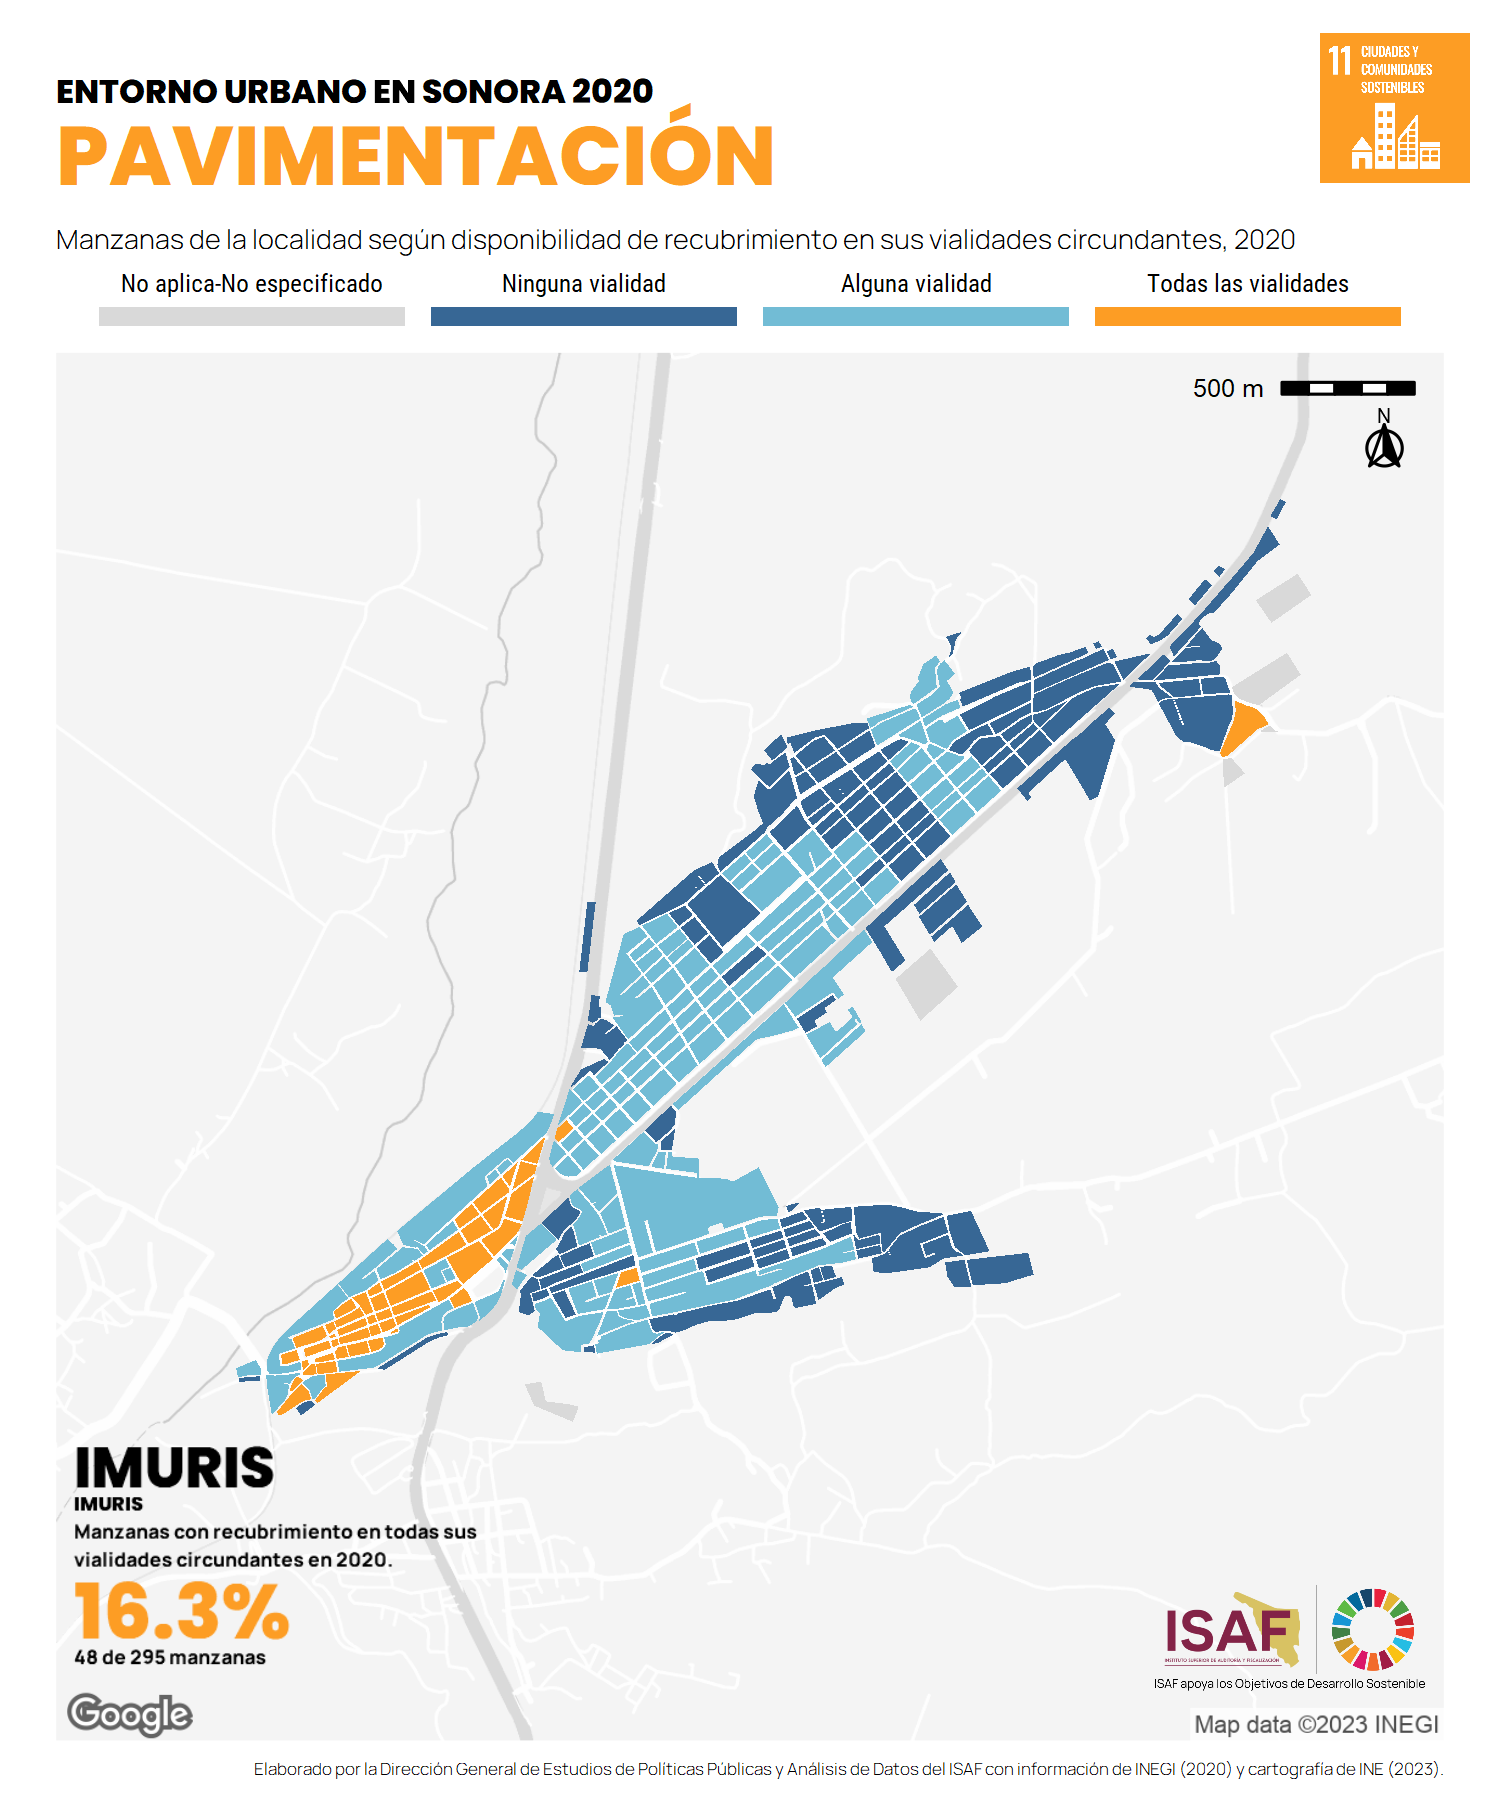 ENTORNO URBANO EN SONORA 2020
PAVIMENTACIÓN
11 CIUDADES Y
COMUNIDADES
SOSTENIBLES
Manzanas de la localidad según disponibilidad de recubrimiento en sus vialidades circundantes, 2020
No aplica-No especificado
Ninguna vialidad
Alguna vialidad
Todas las vialidades
500 m
N
IMURIS
IMURIS
Manzanas con recubrimiento en todas sus
vialidades circundantes en 2020.
16.3%
48 de 295 manzanas
Google
ISAF
INSTITUTO SUPERIOR DE AUDITORÍA Y FISCALIZACIÓN
ISAF apoya los Objetivos de Desarrollo Sostenible
Map data ©2023 INEGI
Elaborado por la Dirección General de Estudios de Políticas Públicas y Análisis de Datos del ISAF con información de INEGI (2020) y cartografía de INE (2023).